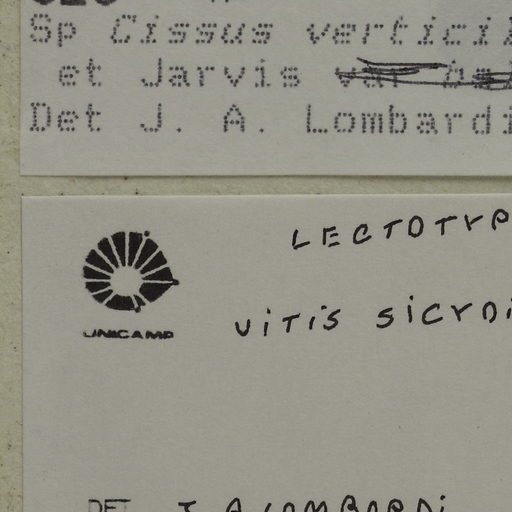 Sp Cissus verticil
et Jarvis
Det J. A. Lombardi
LECTOTYP
UNICAMP
VITIS SICYOI
DET J. A. LOMBARDI